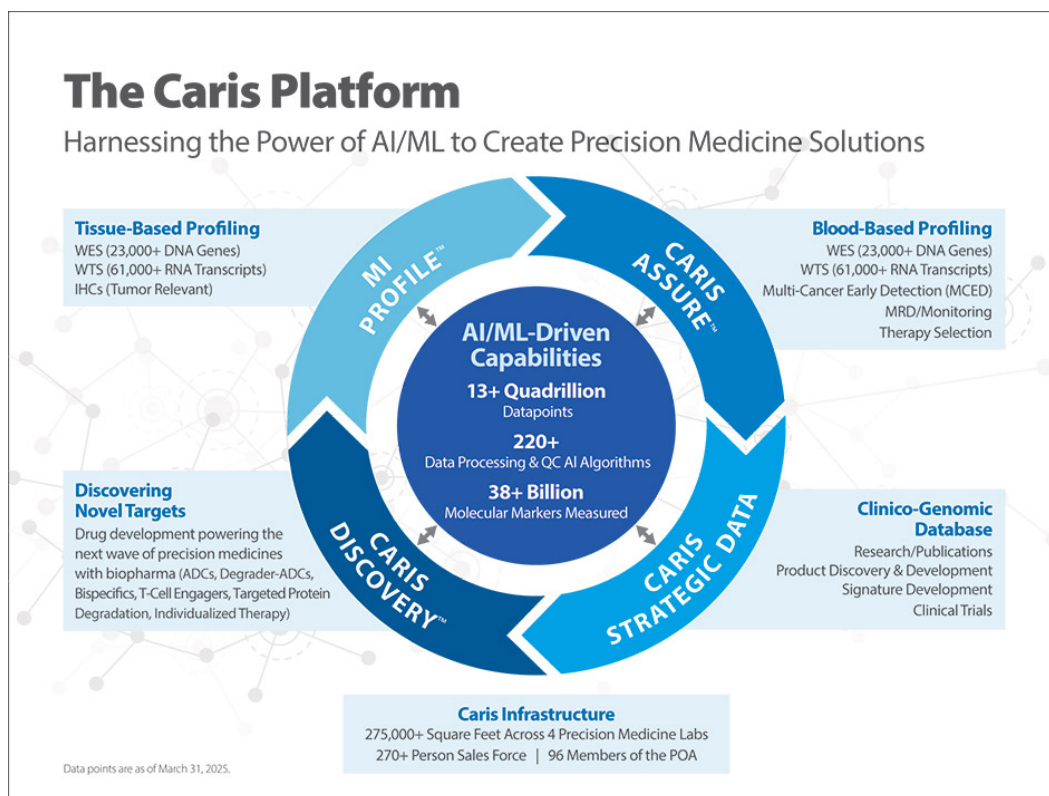 The Caris Platform
Harnessing the Power of AI/ML to Create Precision Medicine Solutions
Tissue-Based Profiling
WES (23,000+ DNA Genes)
WTS (61,000+ RNA Transcripts)
IHCs (Tumor Relevant)
MI
PROFILE™
CARIS
ASSURE™
Blood-Based Profiling
WES (23,000+ DNA Genes)
WTS (61,000+ RNA Transcripts)
Multi-Cancer Early Detection (MCED)
MRD/Monitoring
Therapy Selection
AI/ML-Driven
Capabilities
13+ Quadrillion
Datapoints
220+
Data Processing & QC AI Algorithms
38+ Billion
Molecular Markers Measured
Discovering
Novel Targets
Drug development powering the
next wave of precision medicines
with biopharma (ADCs, Degrader-ADCs,
Bispecifics, T-Cell Engagers, Targeted Protein
Degradation, Individualized Therapy)
CARIS
DISCOVERY™
CARIS
STRATEGIC DATA
Clinico-Genomic
Database
Research/Publications
Product Discovery & Development
Signature Development
Clinical Trials
Caris Infrastructure
275,000+ Square Feet Across 4 Precision Medicine Labs
270+ Person Sales Force | 96 Members of the POA
Data points are as of March 31, 2025.